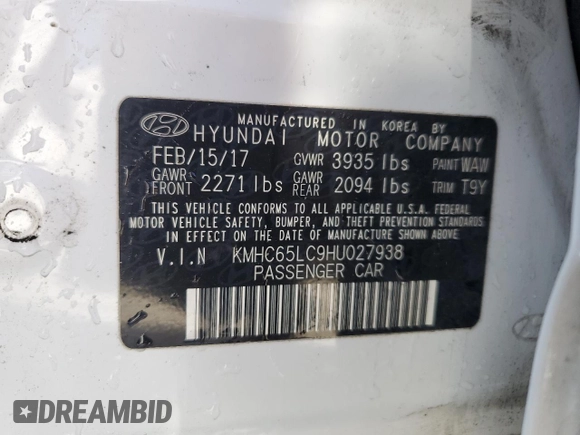 MANUFACTURED IN KOREA BY
HYUNDAI MOTOR COMPANY
FEB/15/17 GVWR 3935 lbs PAINT WAW
GAWR FRONT 2271 lbs GAWR REAR 2094 lbs TRIM T9Y
THIS VEHICLE CONFORMS TO ALL APPLICABLE U.S.A. FEDERAL
MOTOR VEHICLE SAFETY, BUMPER, AND THEFT PREVENTION STANDARDS
IN EFFECT ON THE DATE OF MANUFACTURE SHOWN ABOVE.
V.I.N KMHC65LC9HU027938
PASSENGER CAR
DREAMBID